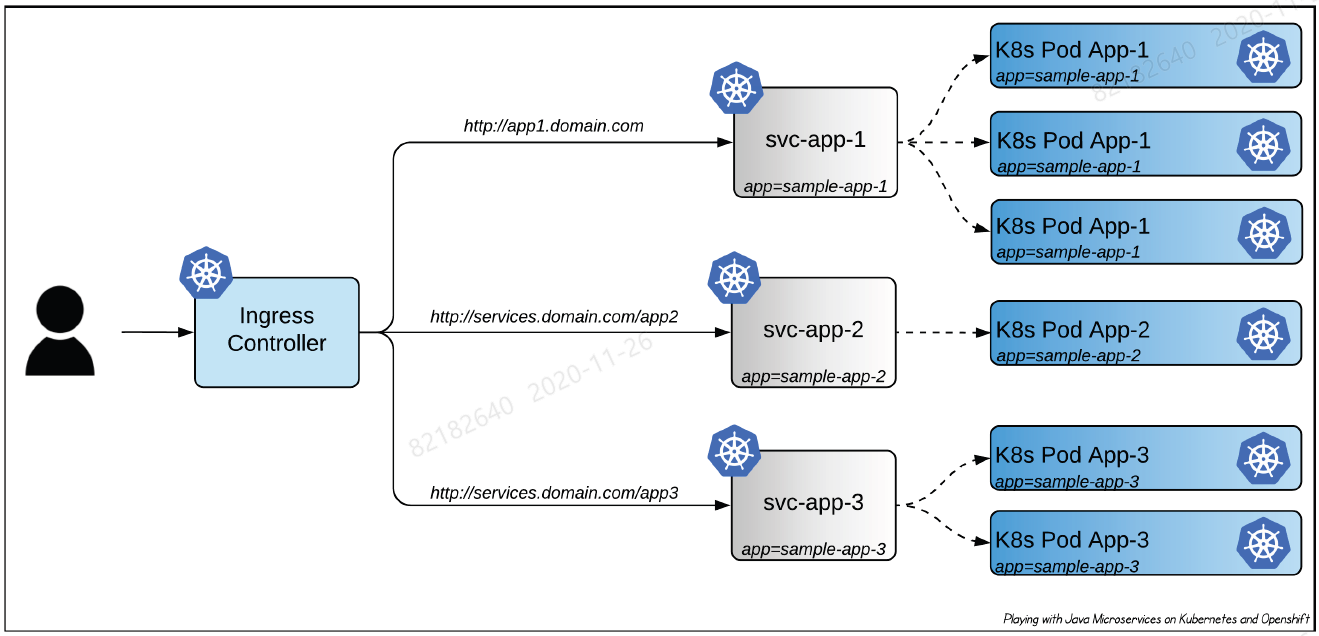 K8s Pod App-1
app=sample-app-1
http://app1.domain.com
svc-app-1
app=sample-app-1
K8s Pod App-1
app=sample-app-1
K8s Pod App-1
app=sample-app-1
Ingress
Controller
http://services.domain.com/app2
svc-app-2
app=sample-app-2
K8s Pod App-2
app=sample-app-2
http://services.domain.com/app3
svc-app-3
app=sample-app-3
K8s Pod App-3
app=sample-app-3
K8s Pod App-3
app=sample-app-3
82182640 2020-11-26
82182640 2020-11-
Playing with Java Microservices on Kubernetes and Openshift